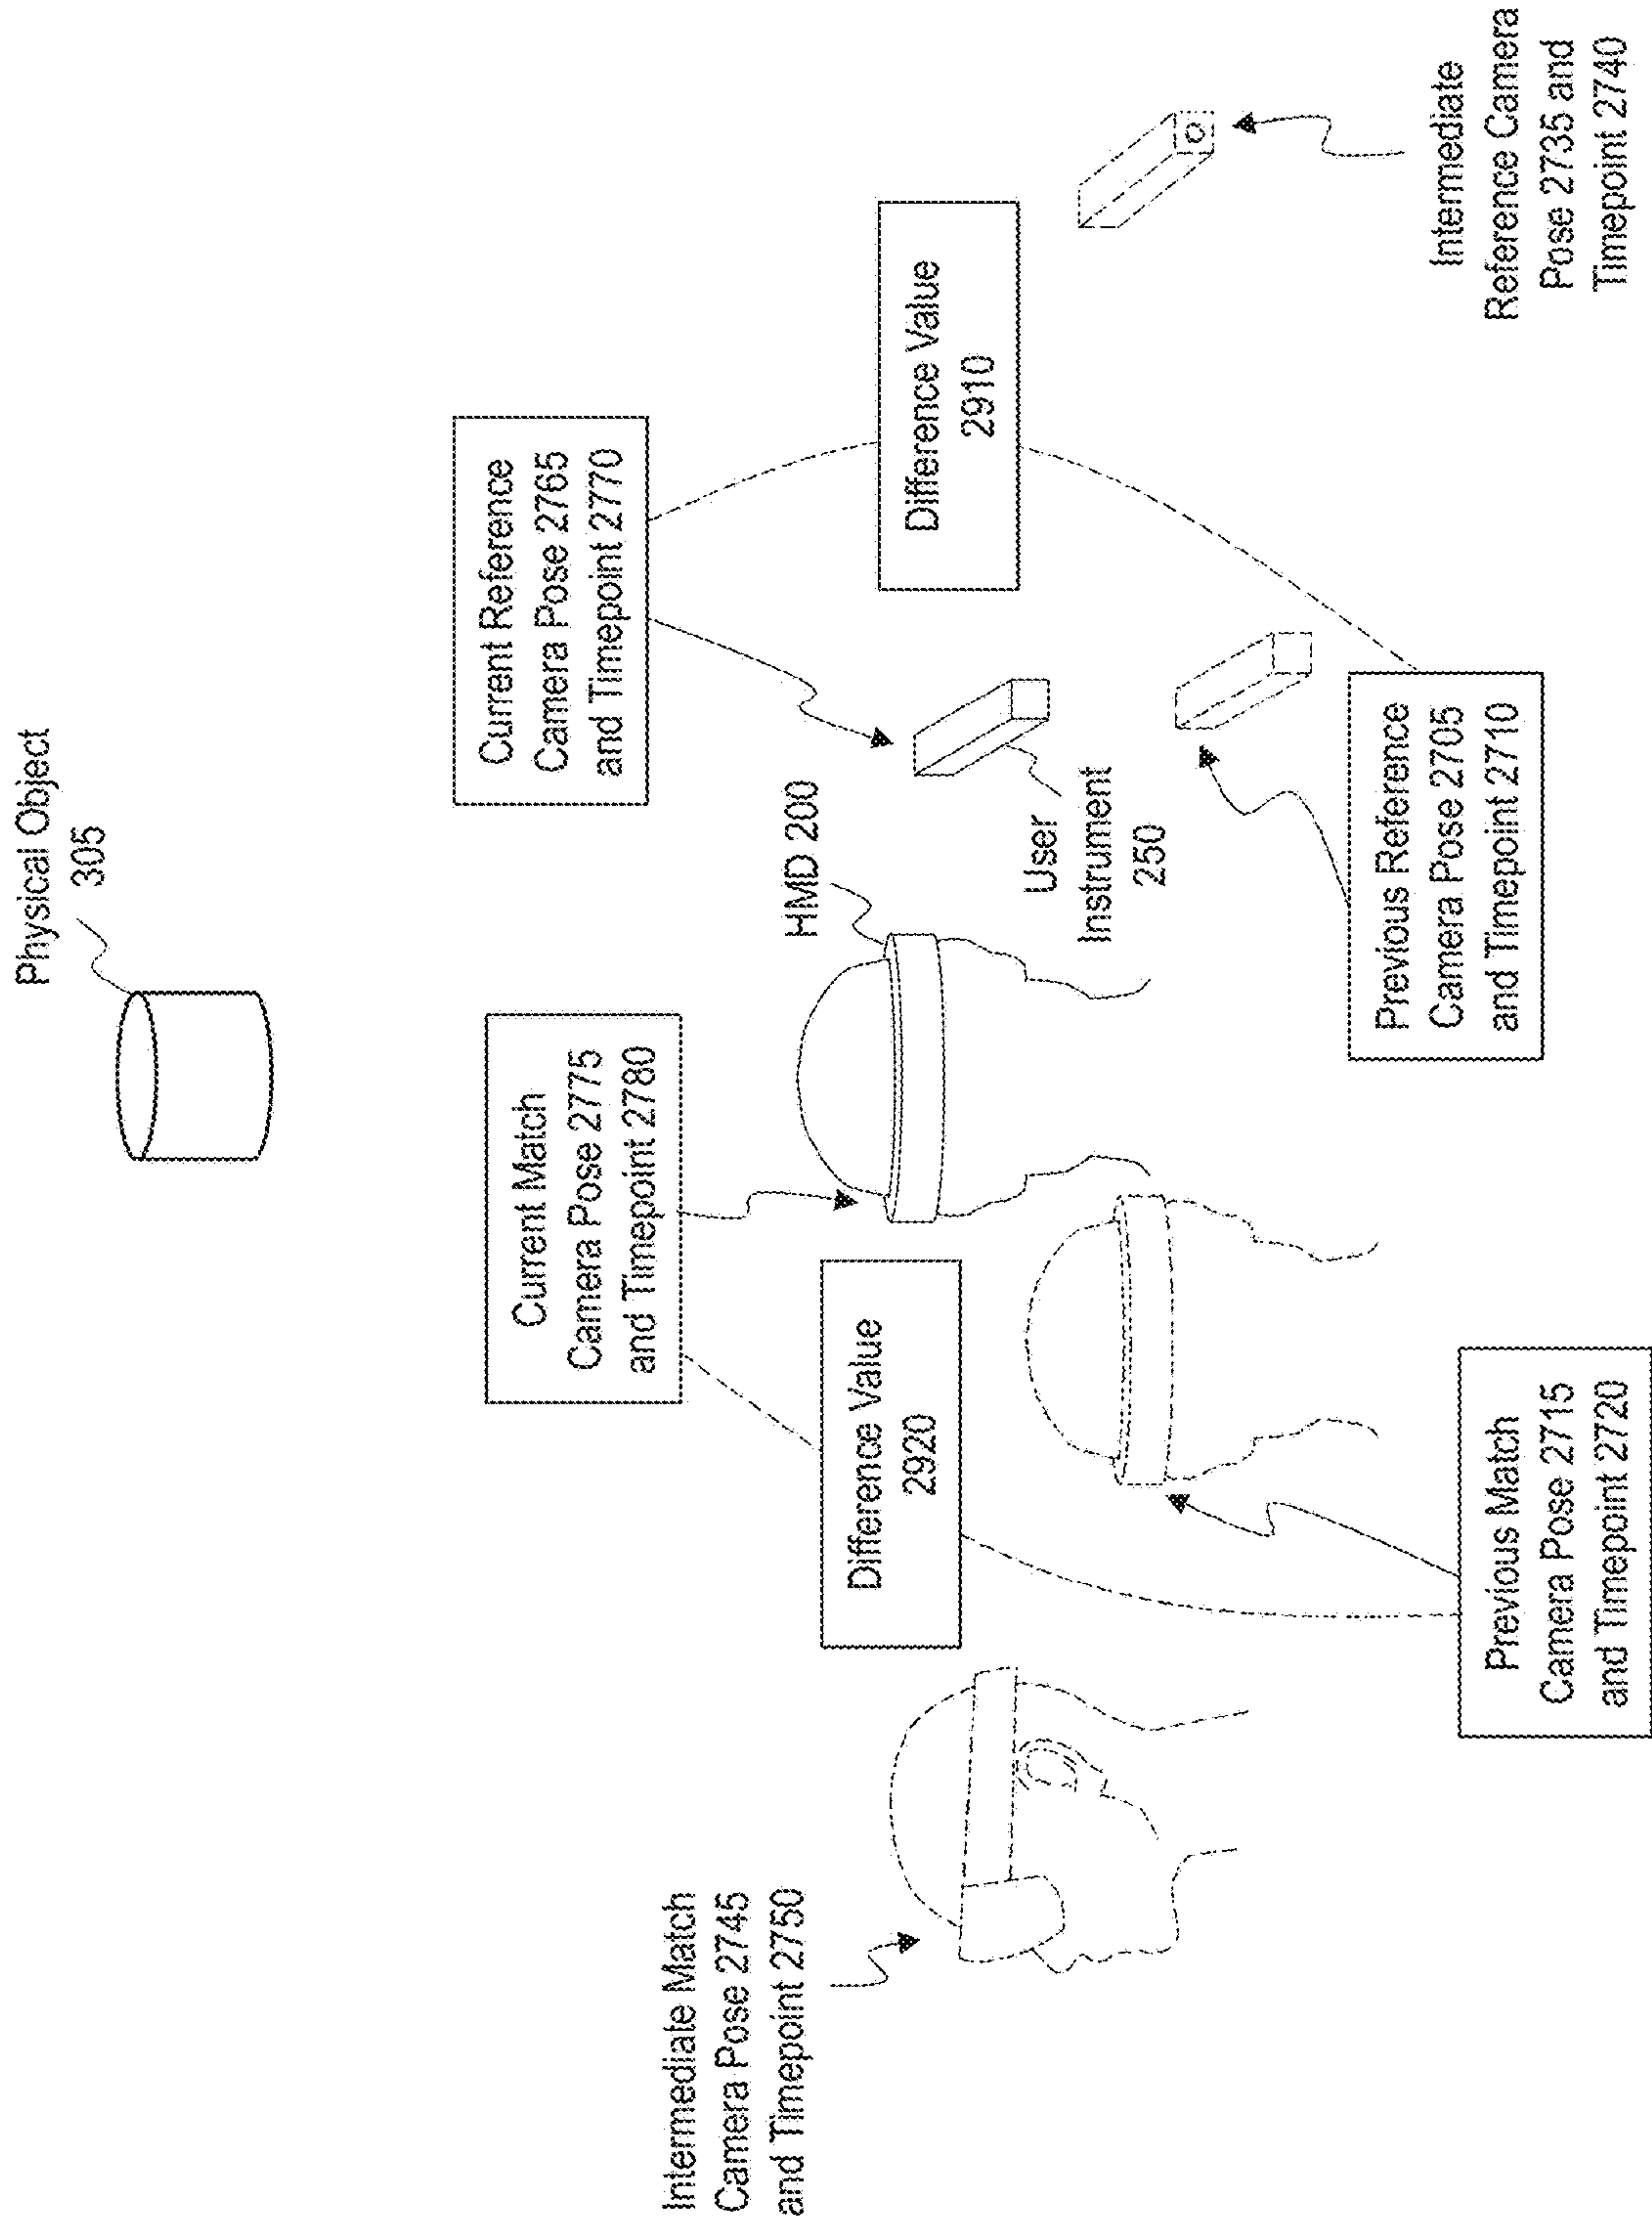 Physical Object
305
Current Match
Camera Pose 2775
and Timepoint 2780
Current Reference
Camera Pose 2765
and Timepoint 2770
Intermediate Match
Camera Pose 2745
and Timepoint 2750
Difference Value
2920
HMD 200
Difference Value
2910
User
Instrument
250
Previous Match
Camera Pose 2715
and Timepoint 2720
Previous Reference
Camera Pose 2705
and Timepoint 2710
Intermediate
Reference Camera
Pose 2735 and
Timepoint 2740